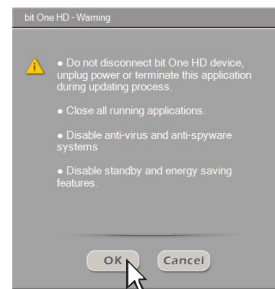 bit One HD - Warning
● Do not disconnect bit One HD device,
unplug power or terminate this application
during updating process.
● Close all running applications.
● Disable anti-virus and anti-spyware
systems
● Disable standby and energy saving
features.
OK Cancel